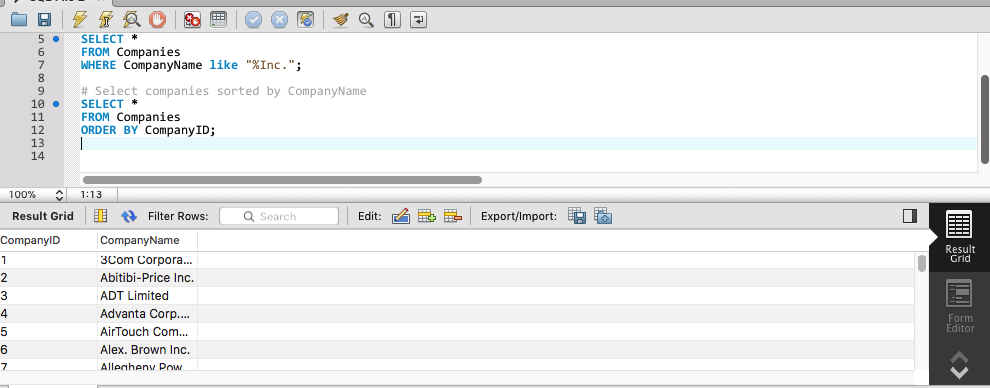 5 SELECT *
6 FROM Companies
7 WHERE CompanyName like "%Inc.";
8
9 # Select companies sorted by CompanyName
10 SELECT *
11 FROM Companies
12 ORDER BY CompanyID;
13
14
100% 1:13
Result Grid Filter Rows: Search Edit: Export/Import:
Result
Grid
Form
Editor
CompanyID CompanyName
1 3Com Corpora...
2 Abitibi-Price Inc.
3 ADT Limited
4 Advanta Corp....
5 AirTouch Com...
6 Alex. Brown Inc.
7 Allegheny Pow